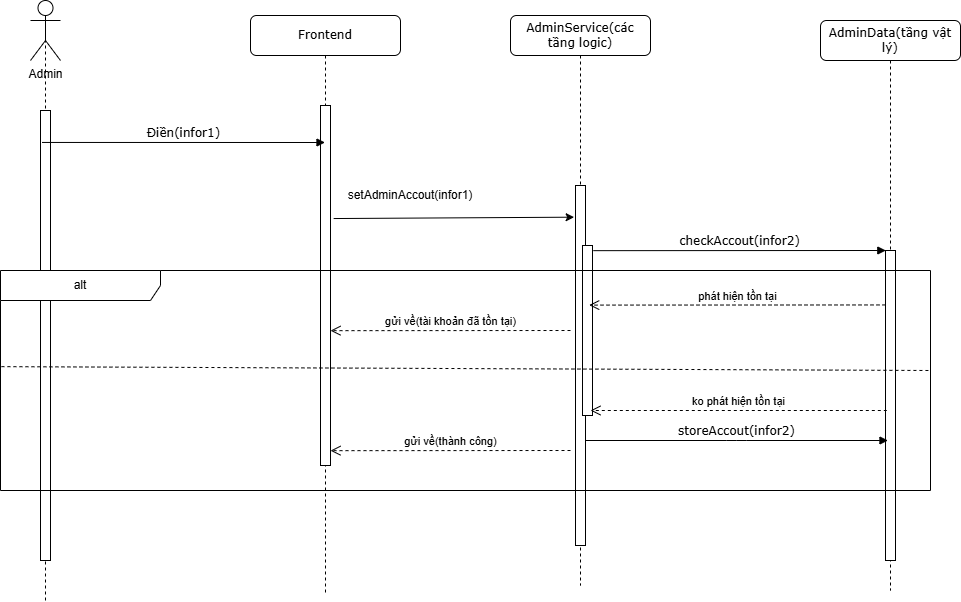 Frontend
AdminService(các
tầng logic)
AdminData(tầng vật
lý)
Admin
Điền(infor1)
setAdminAccout(infor1)
checkAccout(infor2)
alt
phát hiện tồn tại
gửi về(tài khoản đã tồn tại)
ko phát hiện tồn tại
storeAccout(infor2)
gửi về(thành công)